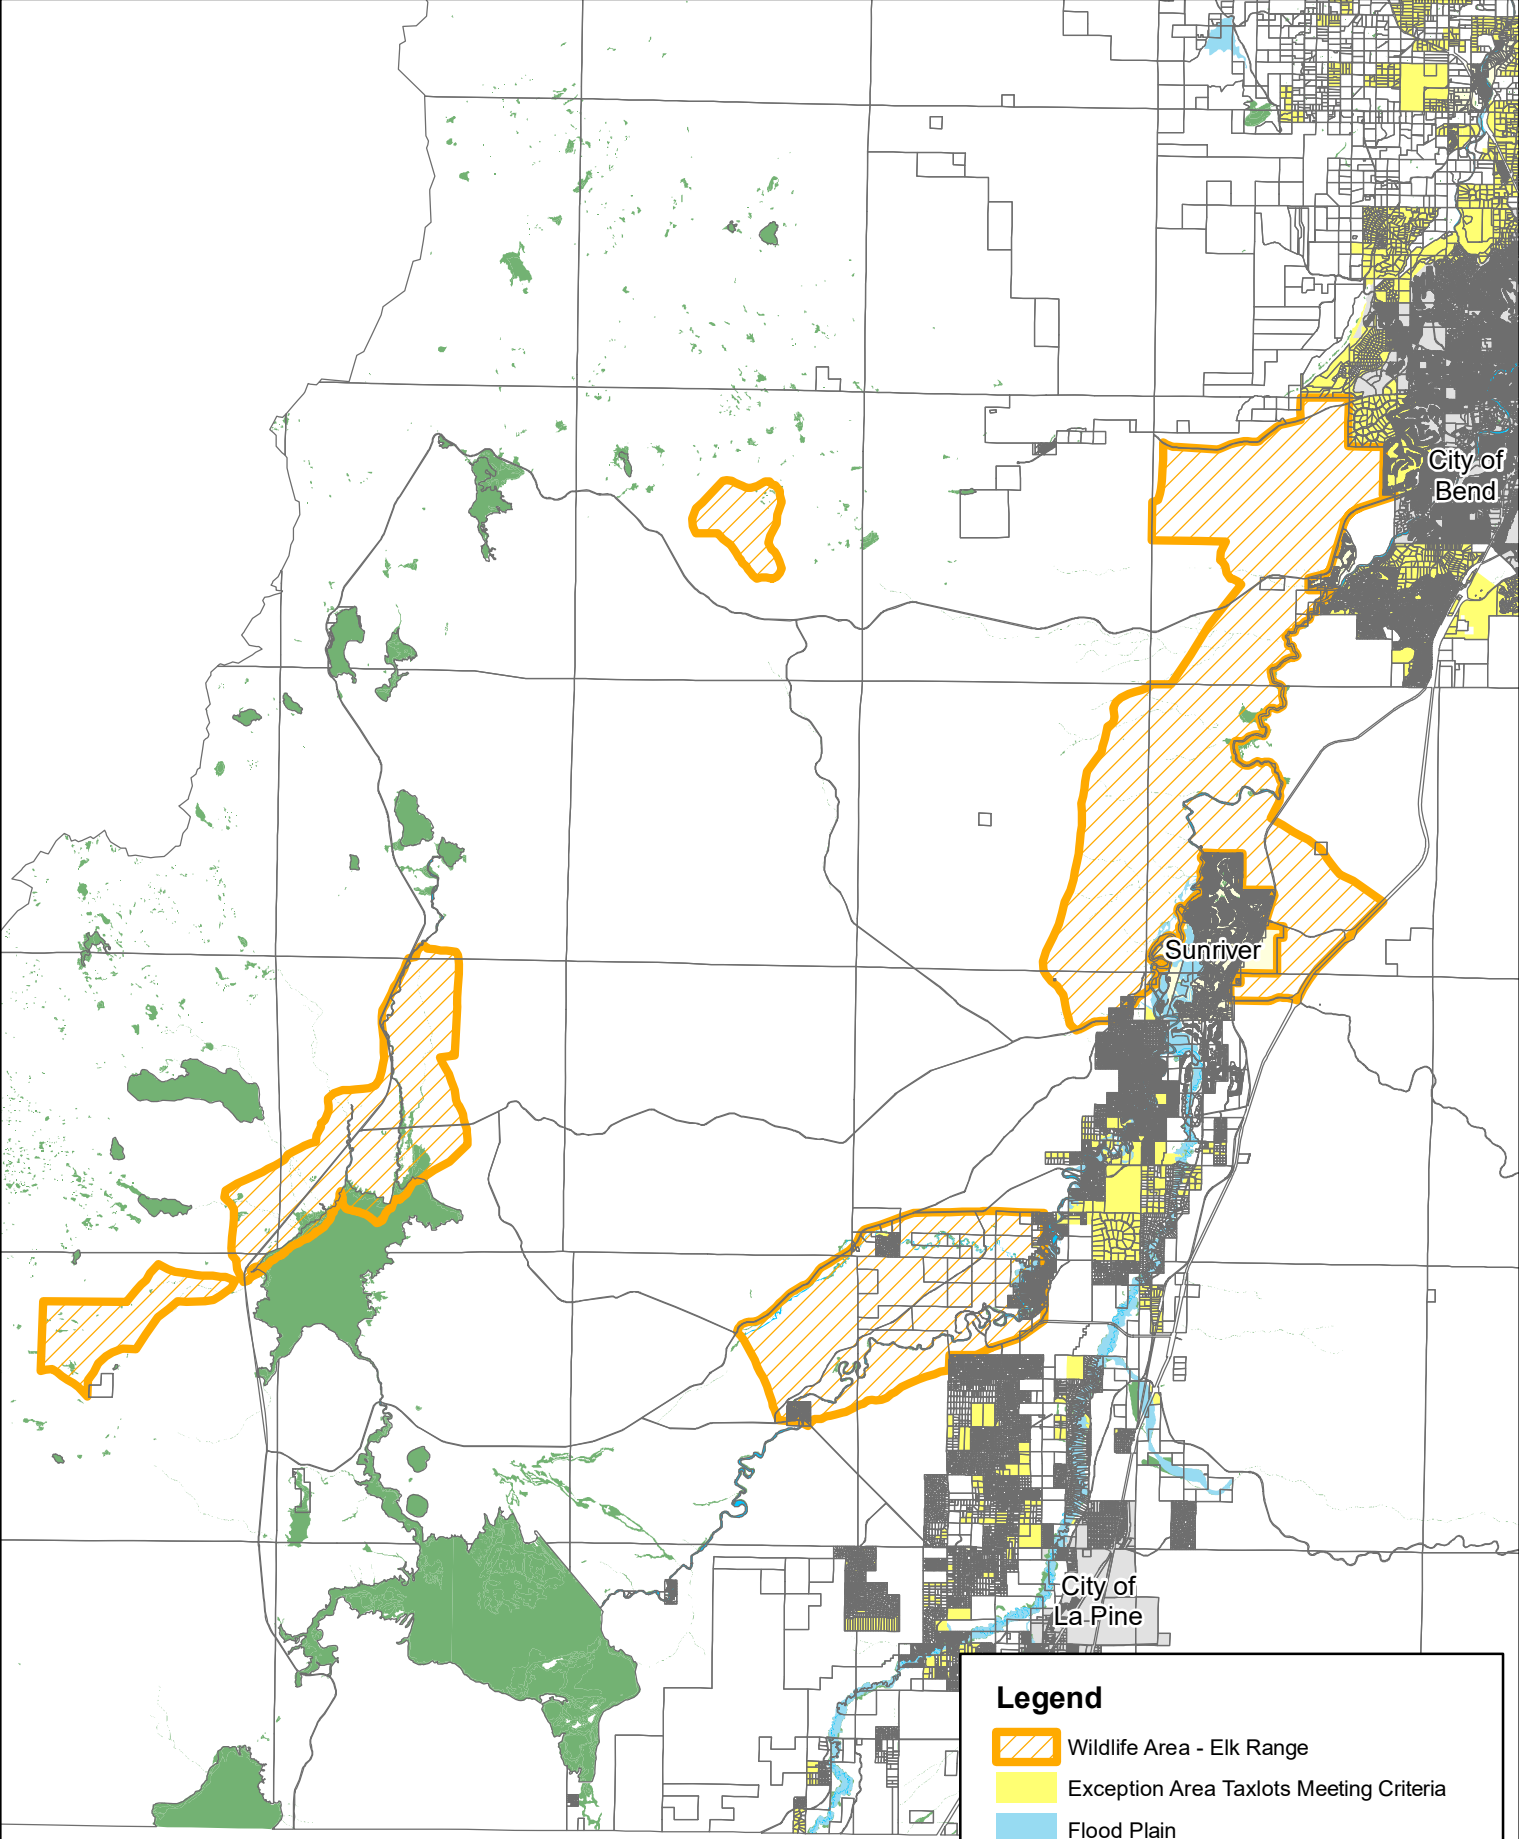 City of
Bend
Sunriver
City of
La Pine
Legend
Wildlife Area - Elk Range
Exception Area Taxlots Meeting Criteria
Flood Plain